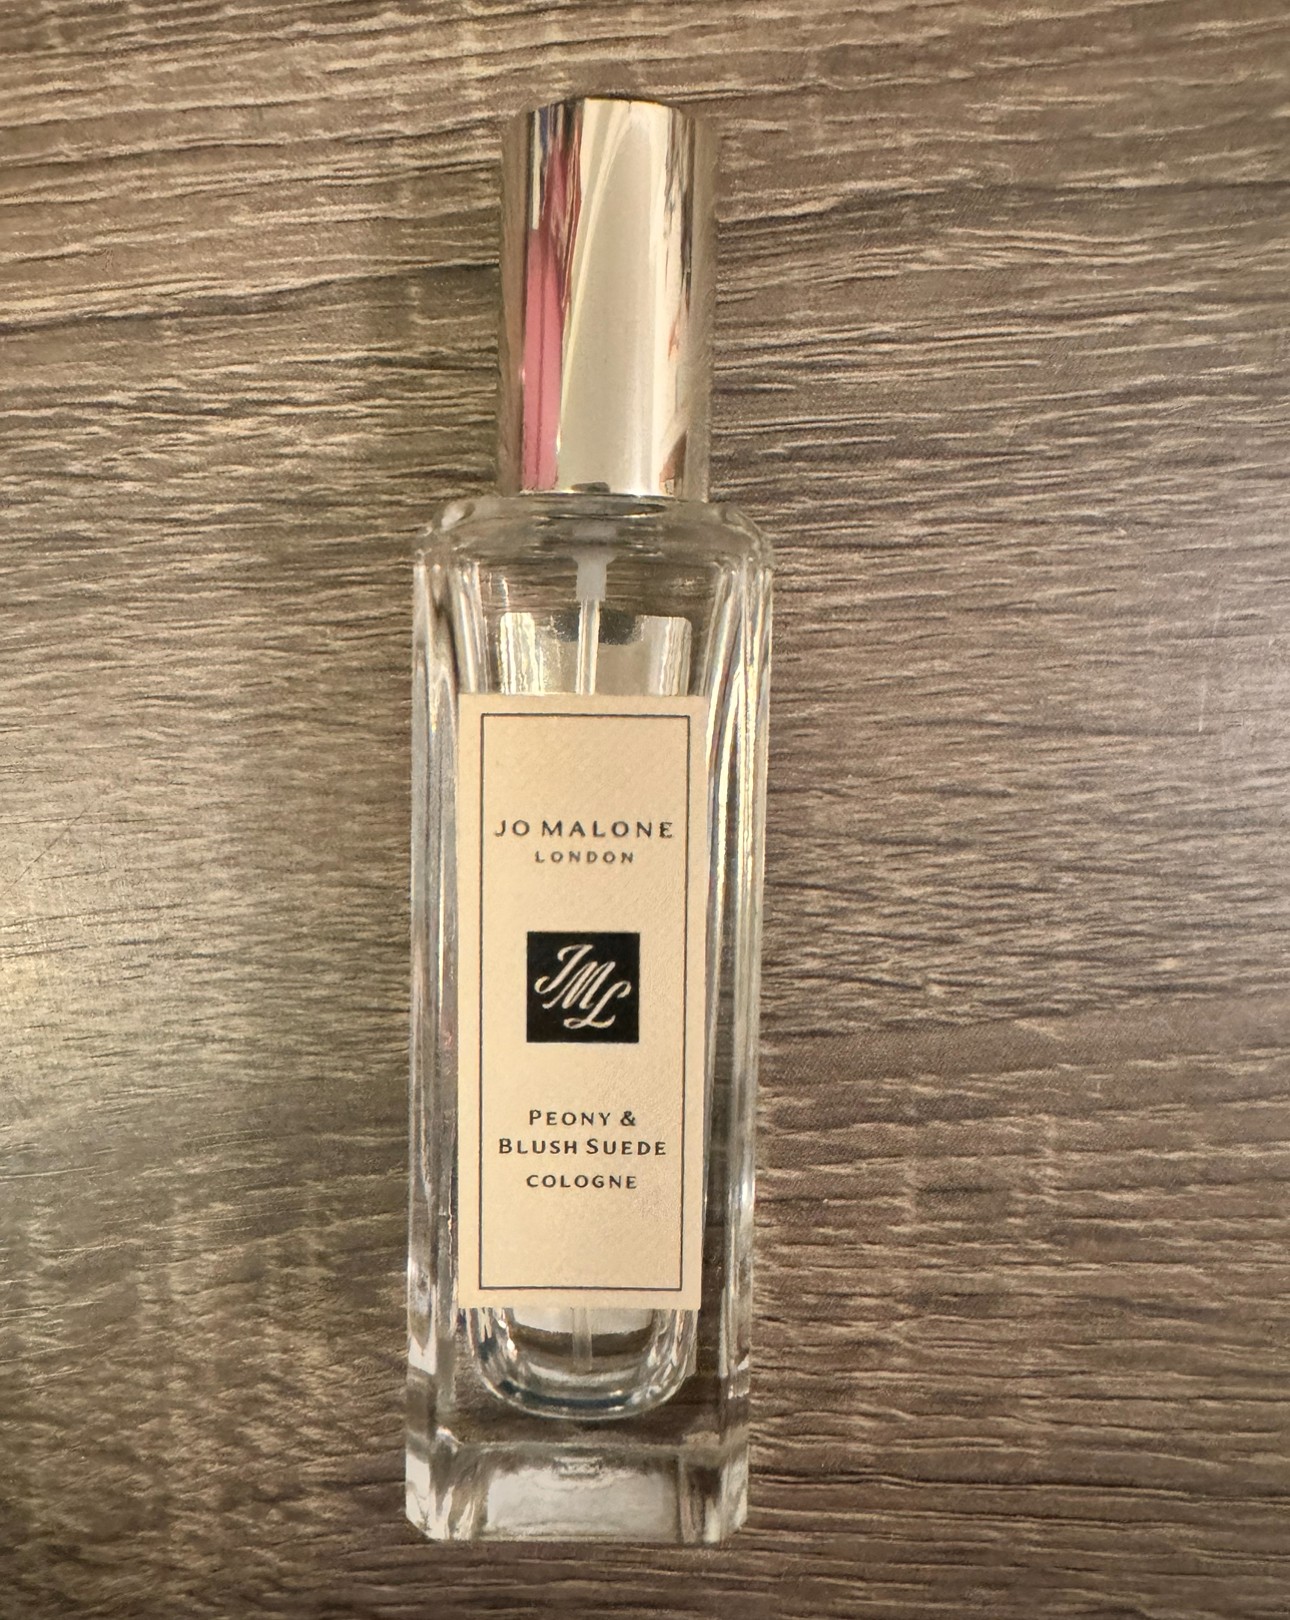 JO MALONE
LONDON
JML
PEONY &
BLUSH SUEDE
COLOGNE